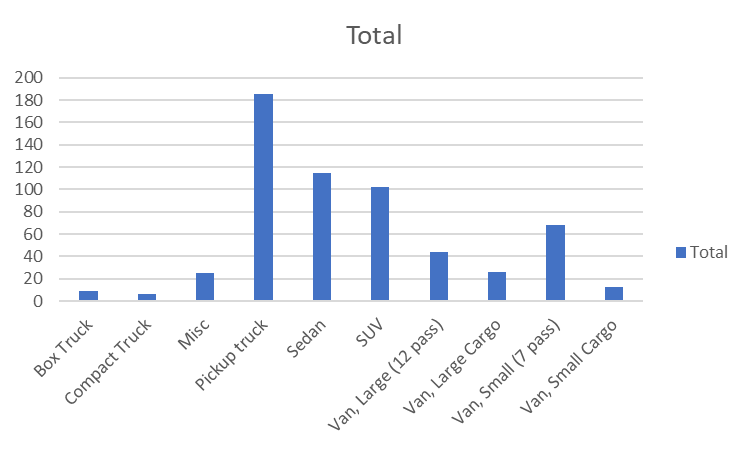 Total
200
180
160
140
120
100
80
60
40
20
0
Box Truck
Compact Truck
Misc
Pickup truck
Sedan
SUV
Van, Large (12 pass)
Van, Large Cargo
Van, Small (7 pass)
Van, Small Cargo
Total